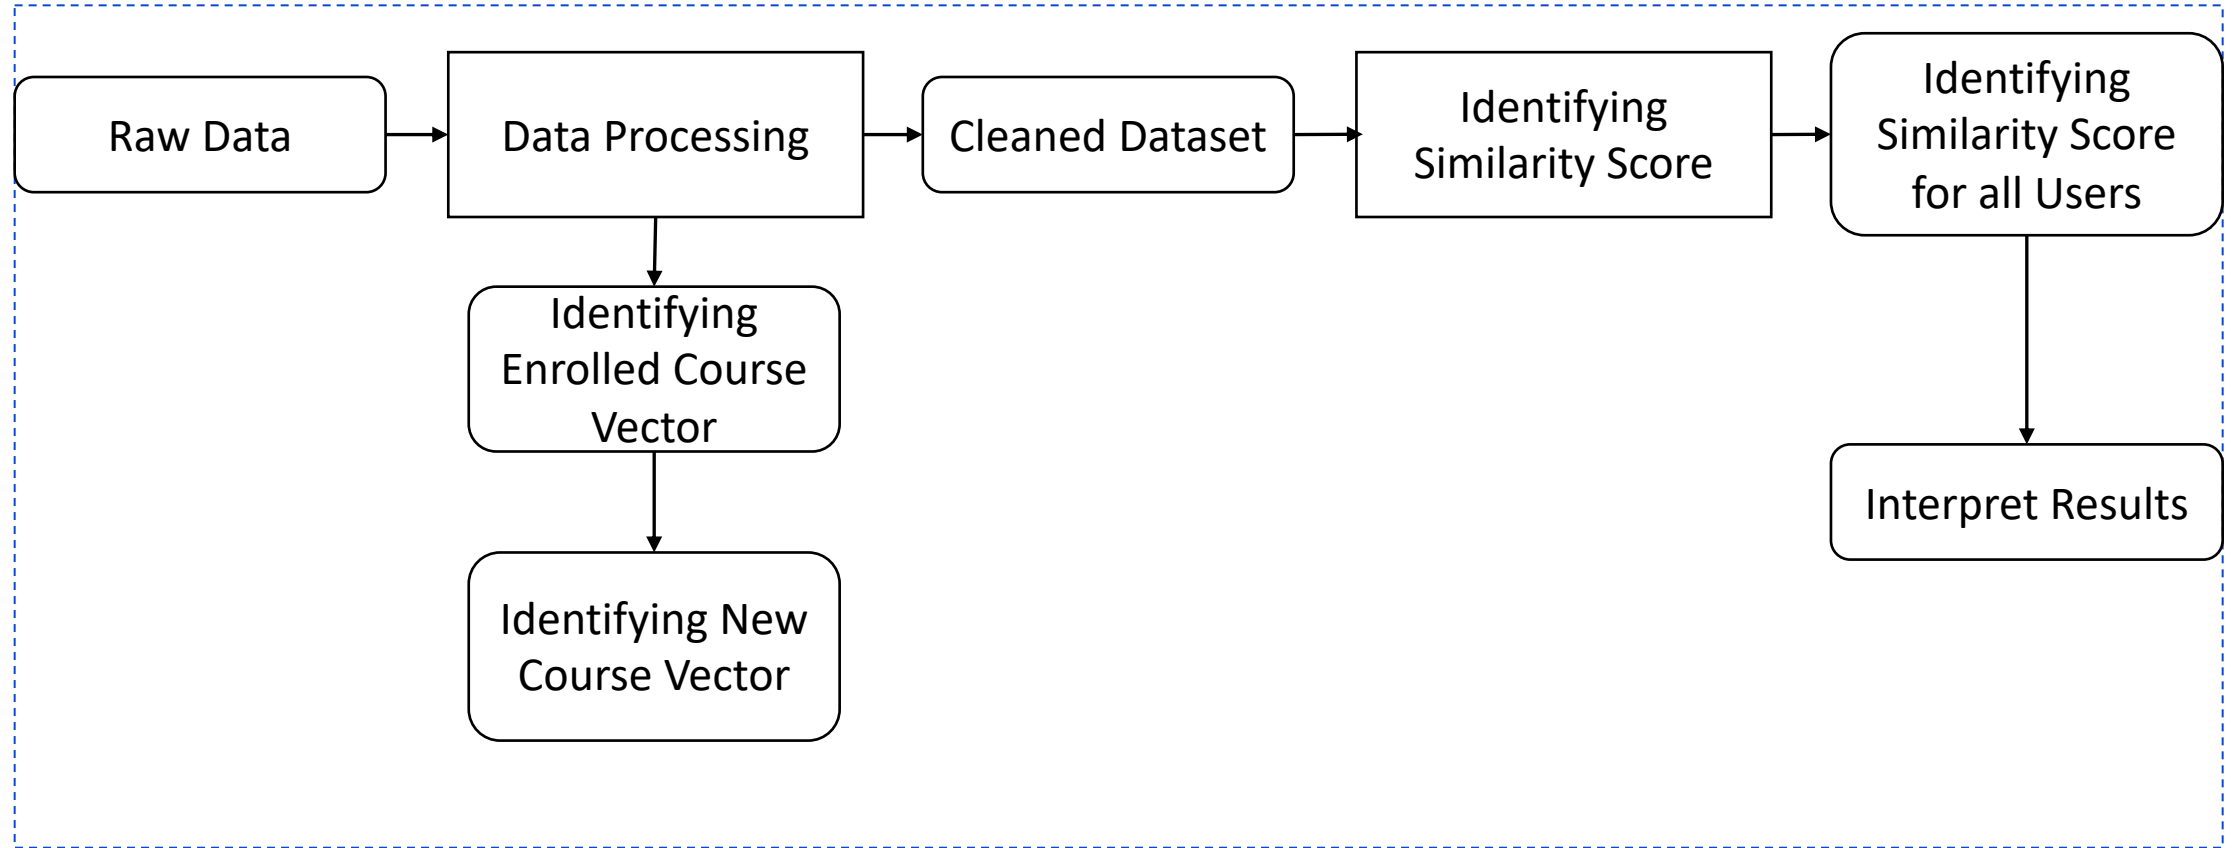 Raw Data
Data Processing
Cleaned Dataset
Identifying
Similarity Score
Identifying
Similarity Score
for all Users
Identifying
Enrolled Course
Vector
Interpret Results
Identifying New
Course Vector